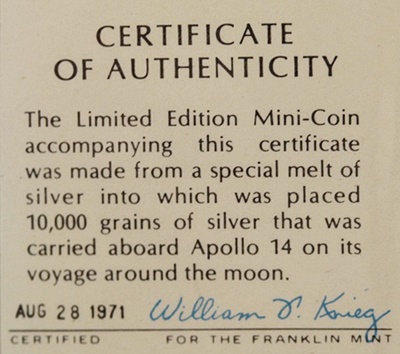 CERTIFICATE
OF AUTHENTICITY
The Limited Edition Mini-Coin
accompanying this certificate
was made from a special melt of
silver into which was placed
10,000 grains of silver that was
carried aboard Apollo 14 on its
voyage around the moon.
AUG 28 1971 William T. Krieg
CERTIFIED FOR THE FRANKLIN MINT